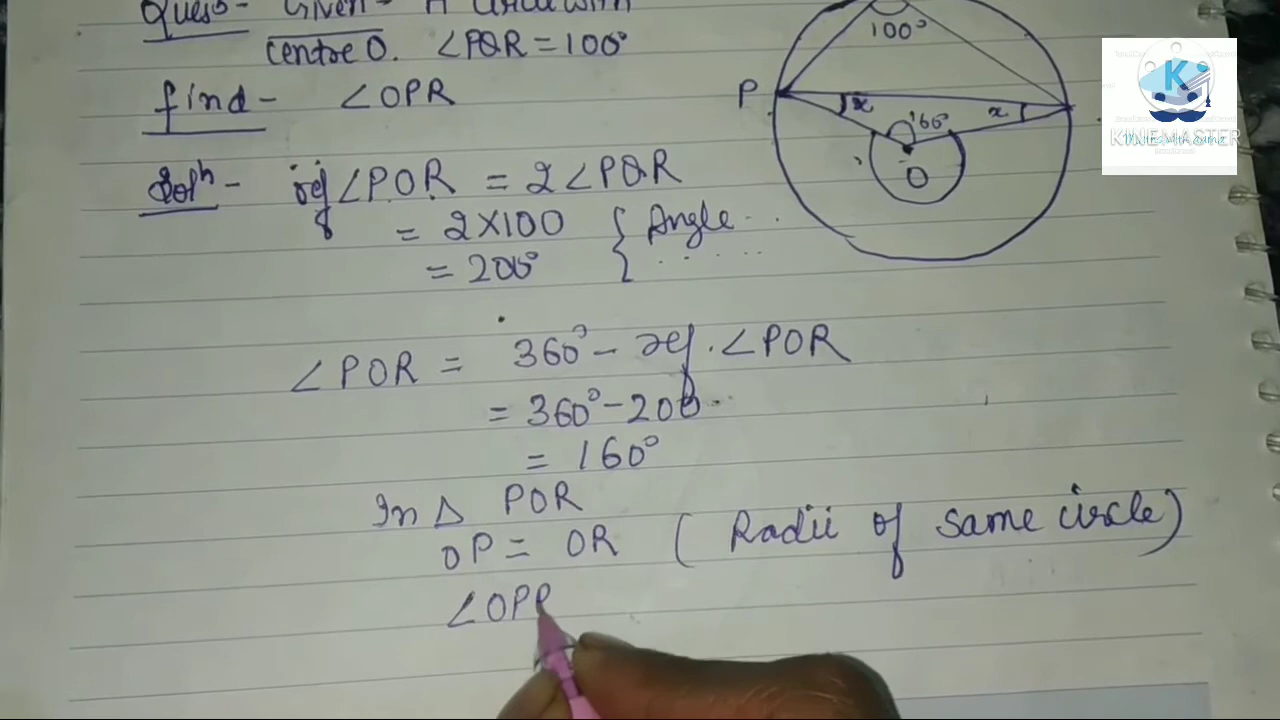 Ques- Given- A circle with
centre O. ∠PQR = 100°
find- ∠OPR
Solⁿ- ref ∠POR = 2∠PQR
= 2×100 { Angle...
= 200° { .....
∠POR = 360° - ref. ∠POR
= 360° - 200
= 160°
In Δ POR
OP = OR ( Radii of same circle)
∠OPR
100°
P
x
x
160°
O
KINEMASTER